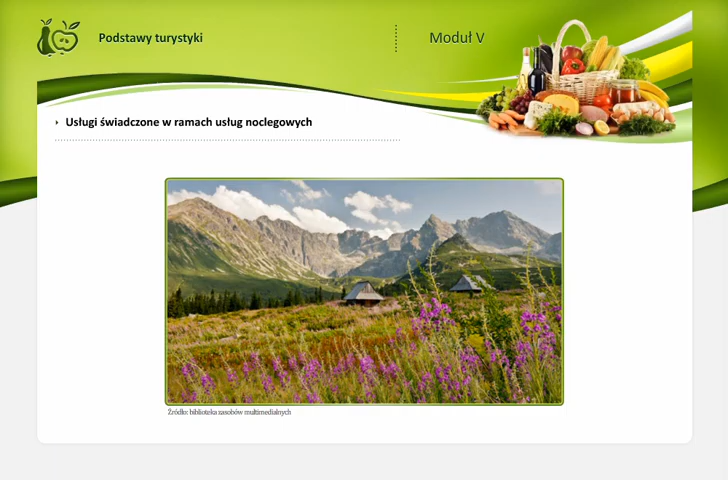 Podstawy turystyki
Moduł V
Usługi świadczone w ramach usług noclegowych
Źródło: biblioteka zasobów multimedialnych